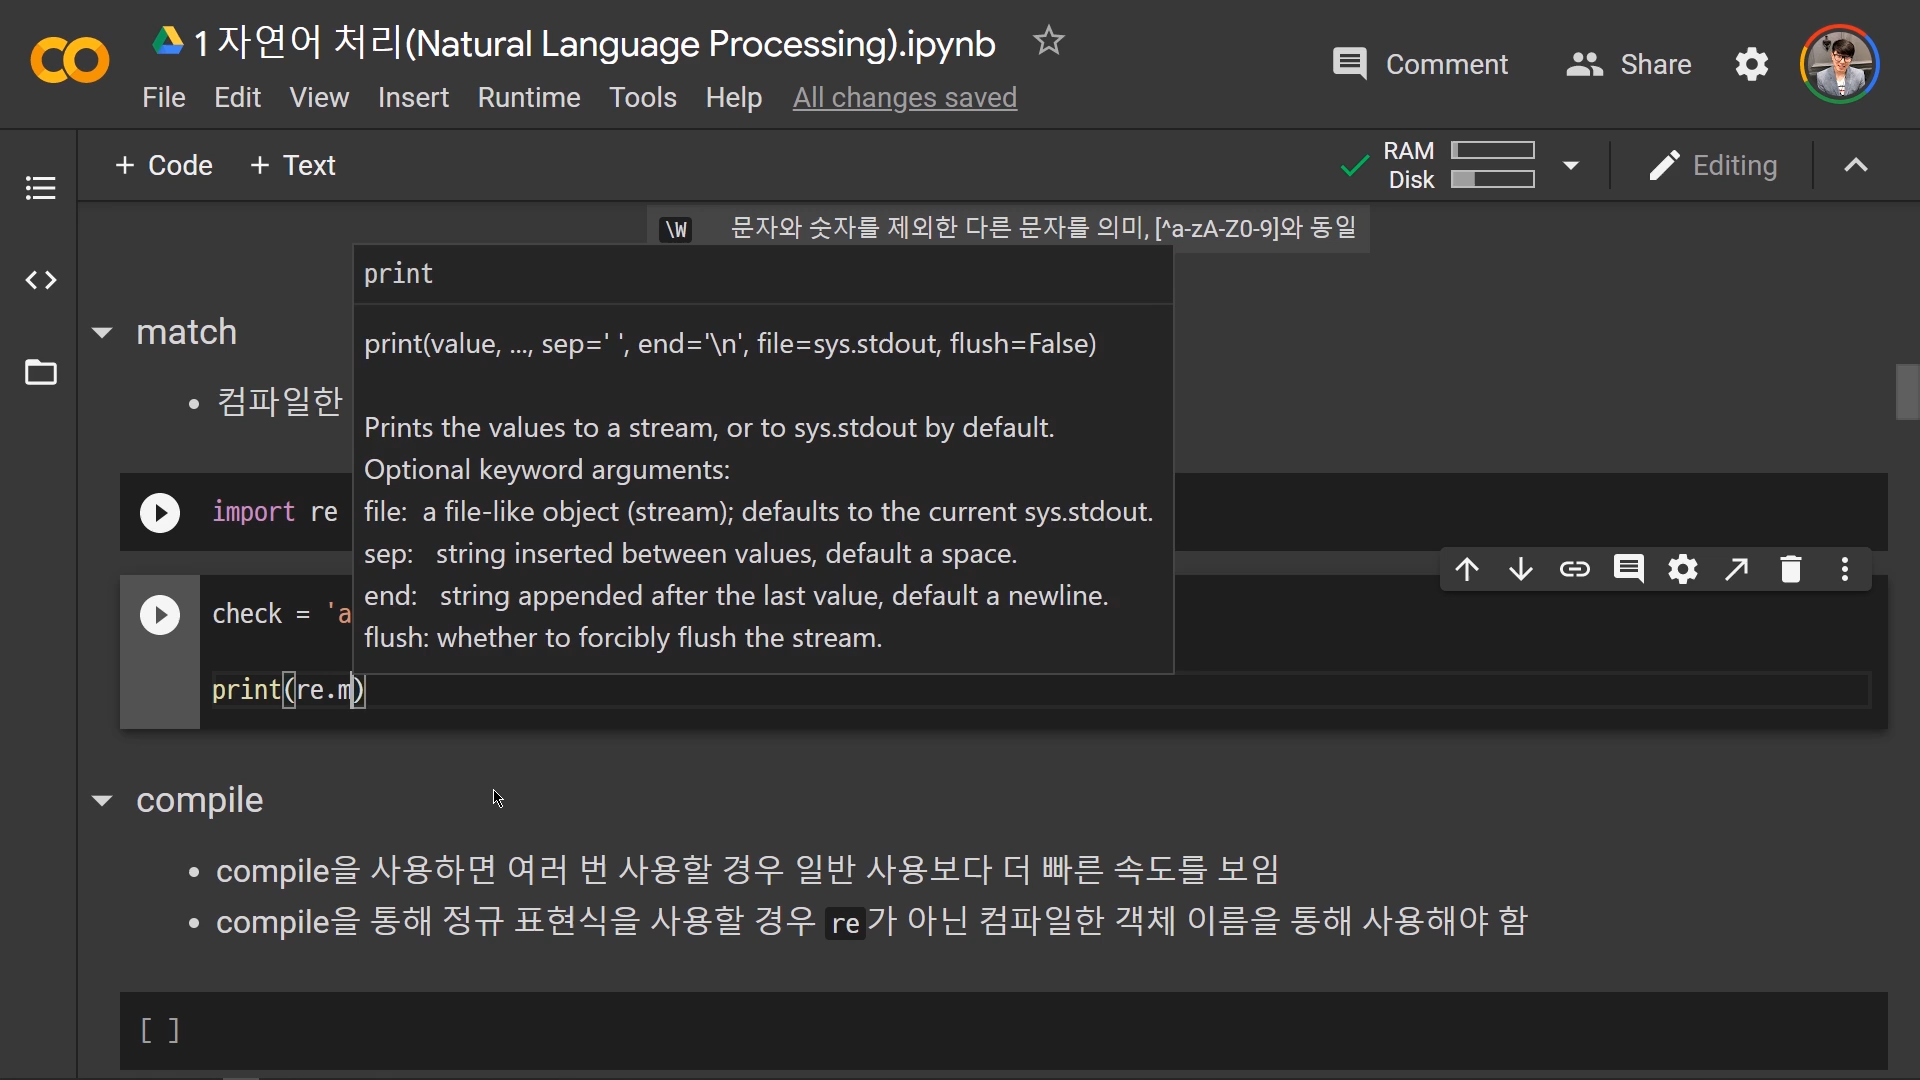 1 자연어 처리(Natural Language Processing).ipynb
Comment
Share
File Edit View Insert Runtime Tools Help All changes saved
+ Code + Text
RAM
Disk
Editing
\W 문자와 숫자를 제외한 다른 문자를 의미, [^a-zA-Z0-9]와 동일
print
match
print(value, ..., sep=' ', end='\n', file=sys.stdout, flush=False)
컴파일한
Prints the values to a stream, or to sys.stdout by default.
Optional keyword arguments:
import re
file: a file-like object (stream); defaults to the current sys.stdout.
sep: string inserted between values, default a space.
end: string appended after the last value, default a newline.
check = 'a
flush: whether to forcibly flush the stream.
print(re.m)
compile
• compile을 사용하면 여러 번 사용할 경우 일반 사용보다 더 빠른 속도를 보임
• compile을 통해 정규 표현식을 사용할 경우 re가 아닌 컴파일한 객체 이름을 통해 사용해야 함
[ ]